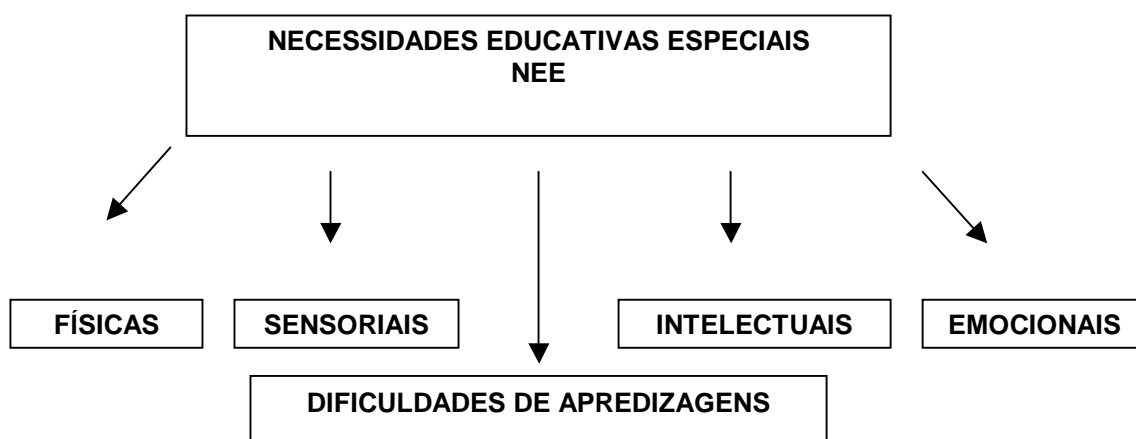 NECESSIDADES EDUCATIVAS ESPECIAIS
NEE
FÍSICAS
SENSORIAIS
INTELECTUAIS
EMOCIONAIS
DIFICULDADES DE APREDIZAGENS